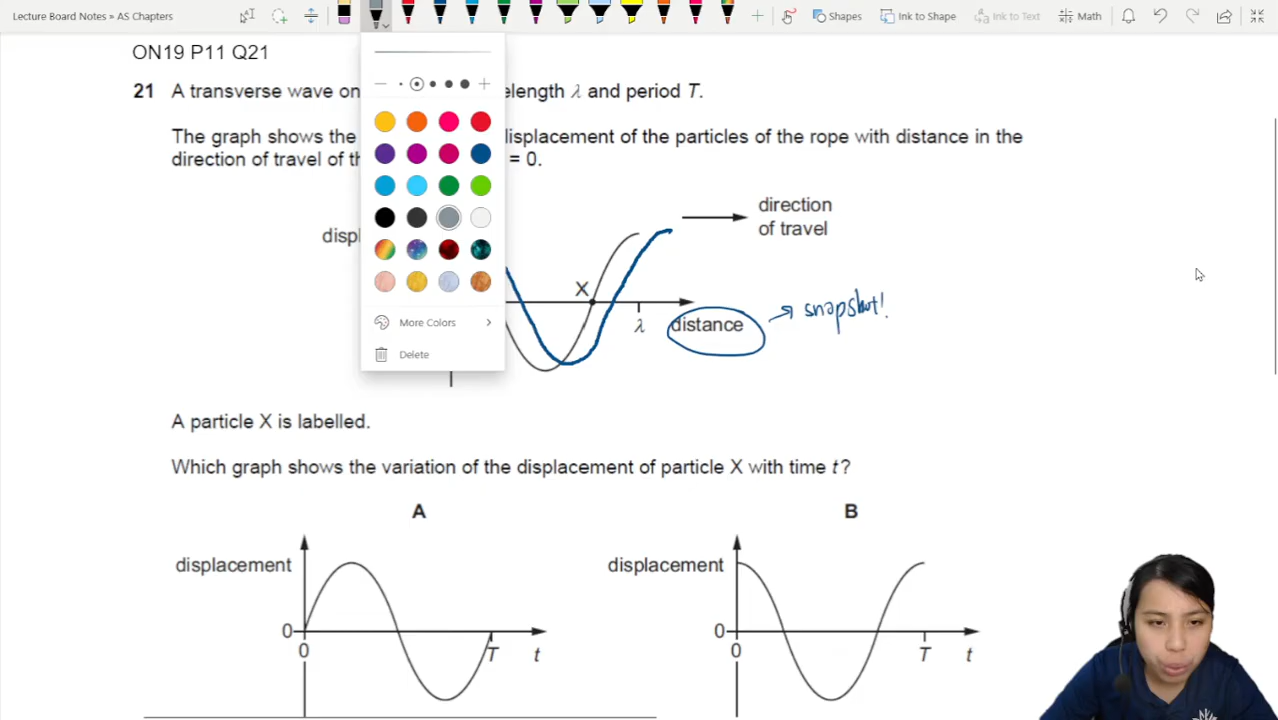 Lecture Board Notes » AS Chapters
Shapes
Ink to Shape
Ink to Text
Math
ON19 P11 Q21
21 A transverse wave on elength λ and period T.
The graph shows the displacement of the particles of the rope with distance in the
direction of travel of th = 0.
direction
of travel
displ
X
λ
distance
snapshot!
More Colors
Delete
A particle X is labelled.
Which graph shows the variation of the displacement of particle X with time t?
A
B
displacement
0
0
T
t
displacement
0
0
T
t